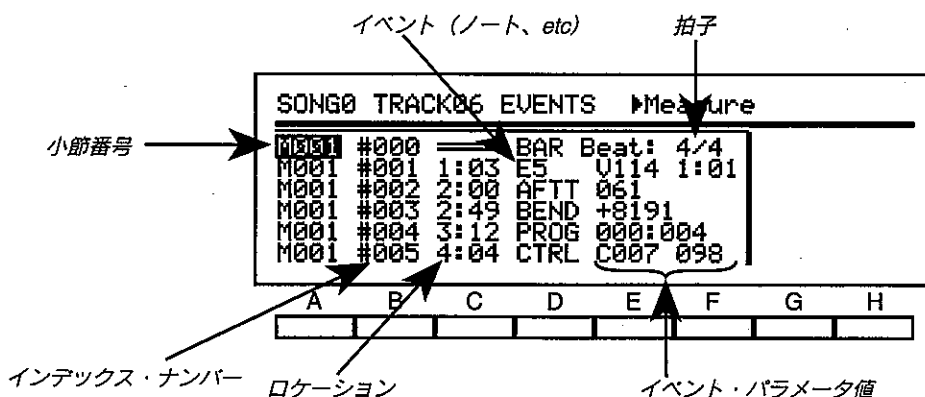 イベント (ノート、etc)
拍子
SONG0 TRACK06 EVENTS ▶Measure
小節番号
M001 #000 ──── BAR Beat: 4/4
M001 #001 1:03 E5 V114 1:01
M001 #002 2:00 AFTT 061
M001 #003 2:49 BEND +8191
M001 #004 3:12 PROG 000:004
M001 #005 4:04 CTRL C007 098
A B C D E F G H
インデックス・ナンバー
ロケーション
イベント・パラメータ値